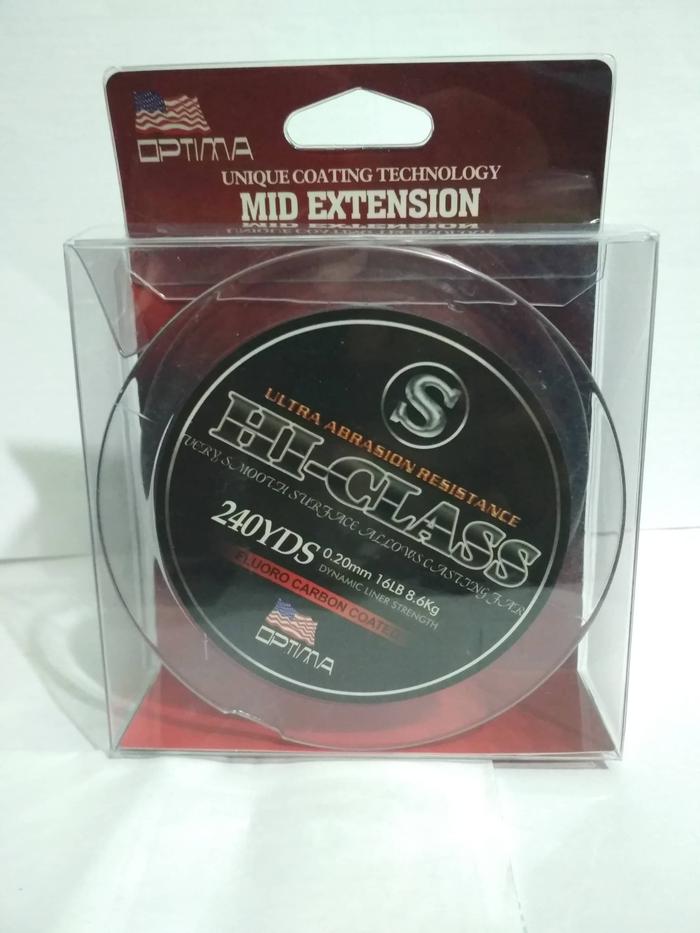 OPTIMA
UNIQUE COATING TECHNOLOGY
MID EXTENSION
S
ULTRA ABRASION RESISTANCE
HI-CLASS
VERY SMOOTH SURFACE ALLOWS CASTING FAR
240YDS 0.20mm 16LB 8.6Kg
DYNAMIC LINER STRENGTH
FLUORO CARBON COATED
OPTIMA